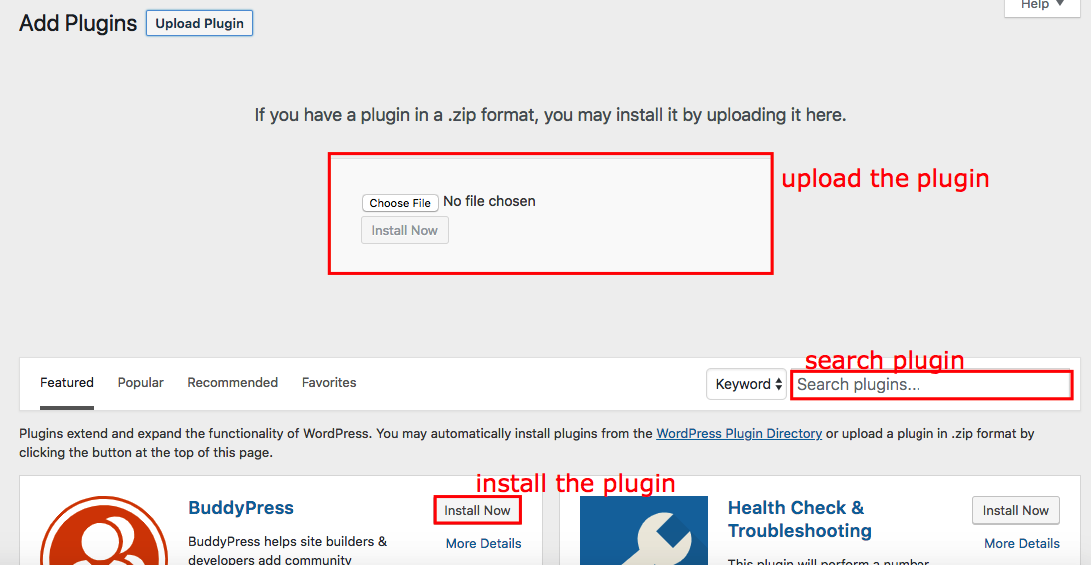 Help
Add Plugins Upload Plugin
If you have a plugin in a .zip format, you may install it by uploading it here.
upload the plugin
Choose File No file chosen
Install Now
search plugin
Featured Popular Recommended Favorites Keyword Search plugins...
Plugins extend and expand the functionality of WordPress. You may automatically install plugins from the WordPress Plugin Directory or upload a plugin in .zip format by
clicking the button at the top of this page.
install the plugin
BuddyPress Install Now
BuddyPress helps site builders &
developers add community
More Details
Health Check &
Troubleshooting
Install Now
More Details
This plugin will perform a number